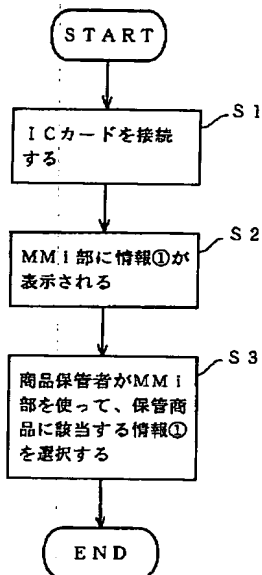 START
S1
ICカードを接続
する
S2
MMi部に情報①が
表示される
S3
商品保管者がMMi
部を使って、保管商
品に該当する情報①
を選択する
END